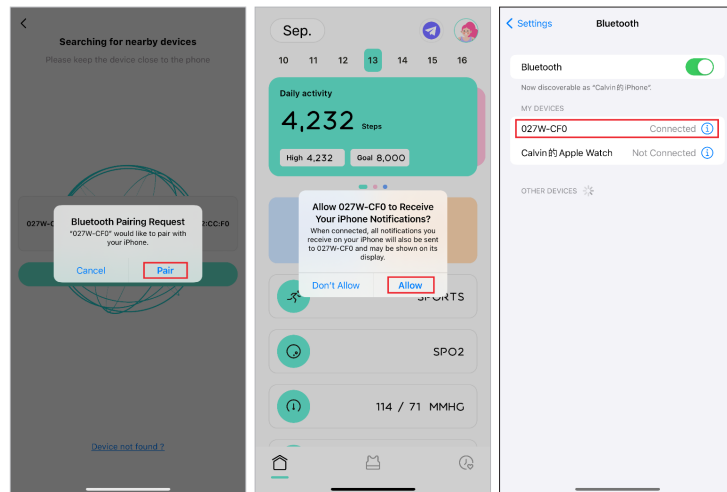 Searching for nearby devices
Please keep the device close to the phone
Bluetooth Pairing Request
"027W-CF0" would like to pair with
your iPhone.
Cancel
Pair
Device not found ?
Sep.
10 11 12 13 14 15 16
Daily activity
4,232 Steps
High 4,232
Goal 8,000
Allow 027W-CF0 to Receive
Your iPhone Notifications?
When connected, all notifications you
receive on your iPhone will also be sent
to 027W-CF0 and may be shown on its
display.
Don't Allow
Allow
SPORTS
SPO2
114 / 71 MMHG
Settings
Bluetooth
Bluetooth
Now discoverable as "Calvin的 iPhone".
MY DEVICES
027W-CF0 Connected
Calvin的 Apple Watch Not Connected
OTHER DEVICES